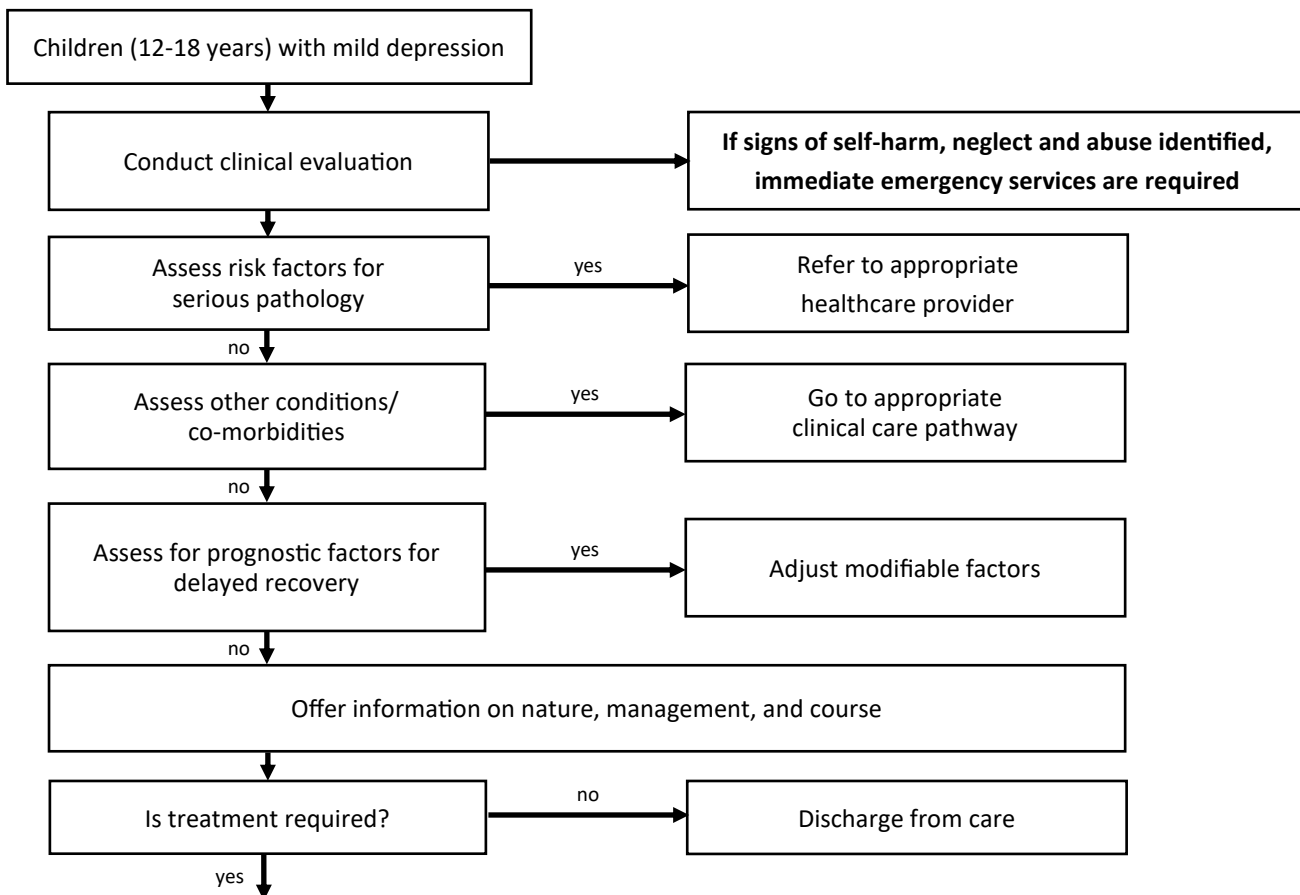 Children (12-18 years) with mild depression
Conduct clinical evaluation
If signs of self-harm, neglect and abuse identified,
immediate emergency services are required
Assess risk factors for
serious pathology
yes
Refer to appropriate
healthcare provider
no
Assess other conditions/
co-morbidities
yes
Go to appropriate
clinical care pathway
no
Assess for prognostic factors for
delayed recovery
yes
Adjust modifiable factors
no
Offer information on nature, management, and course
Is treatment required?
no
Discharge from care
yes